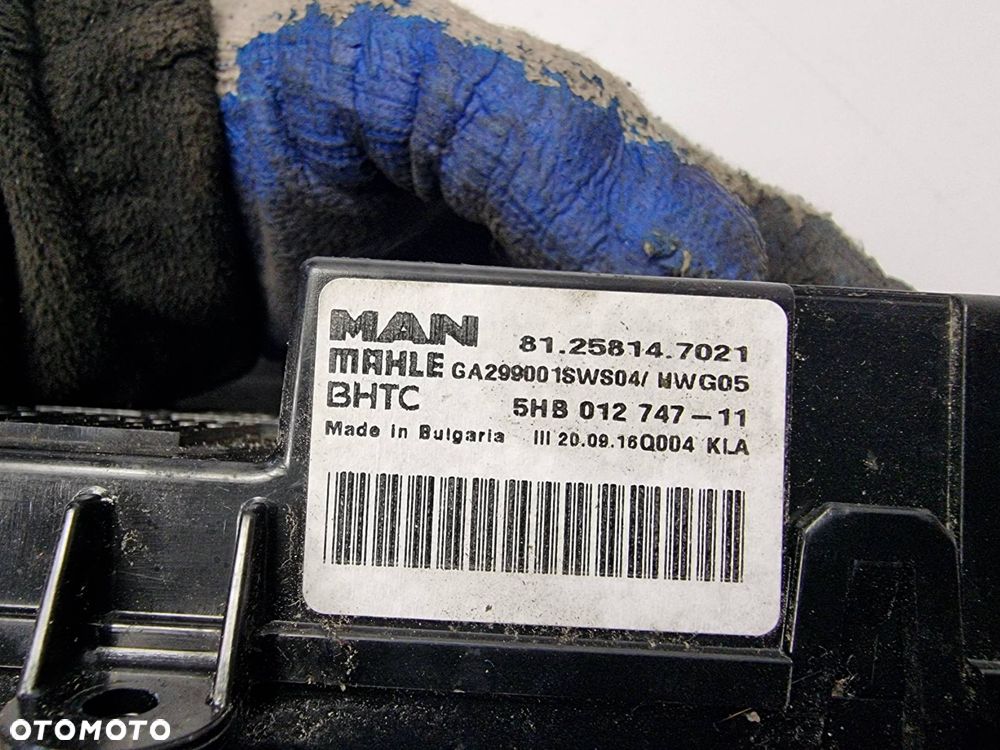 MAN 81.25814.7021
MAHLE GA299001SWS04/ HWG05
BHTC 5HB 012 747-11
Made in Bulgaria III 20.09.16Q004 KLA
OTOMOTO